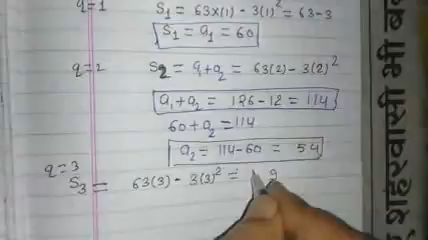 q=1
S₁ = 63×(1) - 3(1)² = 63-3
S₁ = a₁ = 60
q=2
S₂ = a₁+a₂ = 63(2) - 3(2)²
a₁+a₂ = 126-12 = 114
60+a₂ = 114
a₂ = 114-60 = 54
q=3
S₃ = 63(3) - 3(3)² =
शहरवासी भी